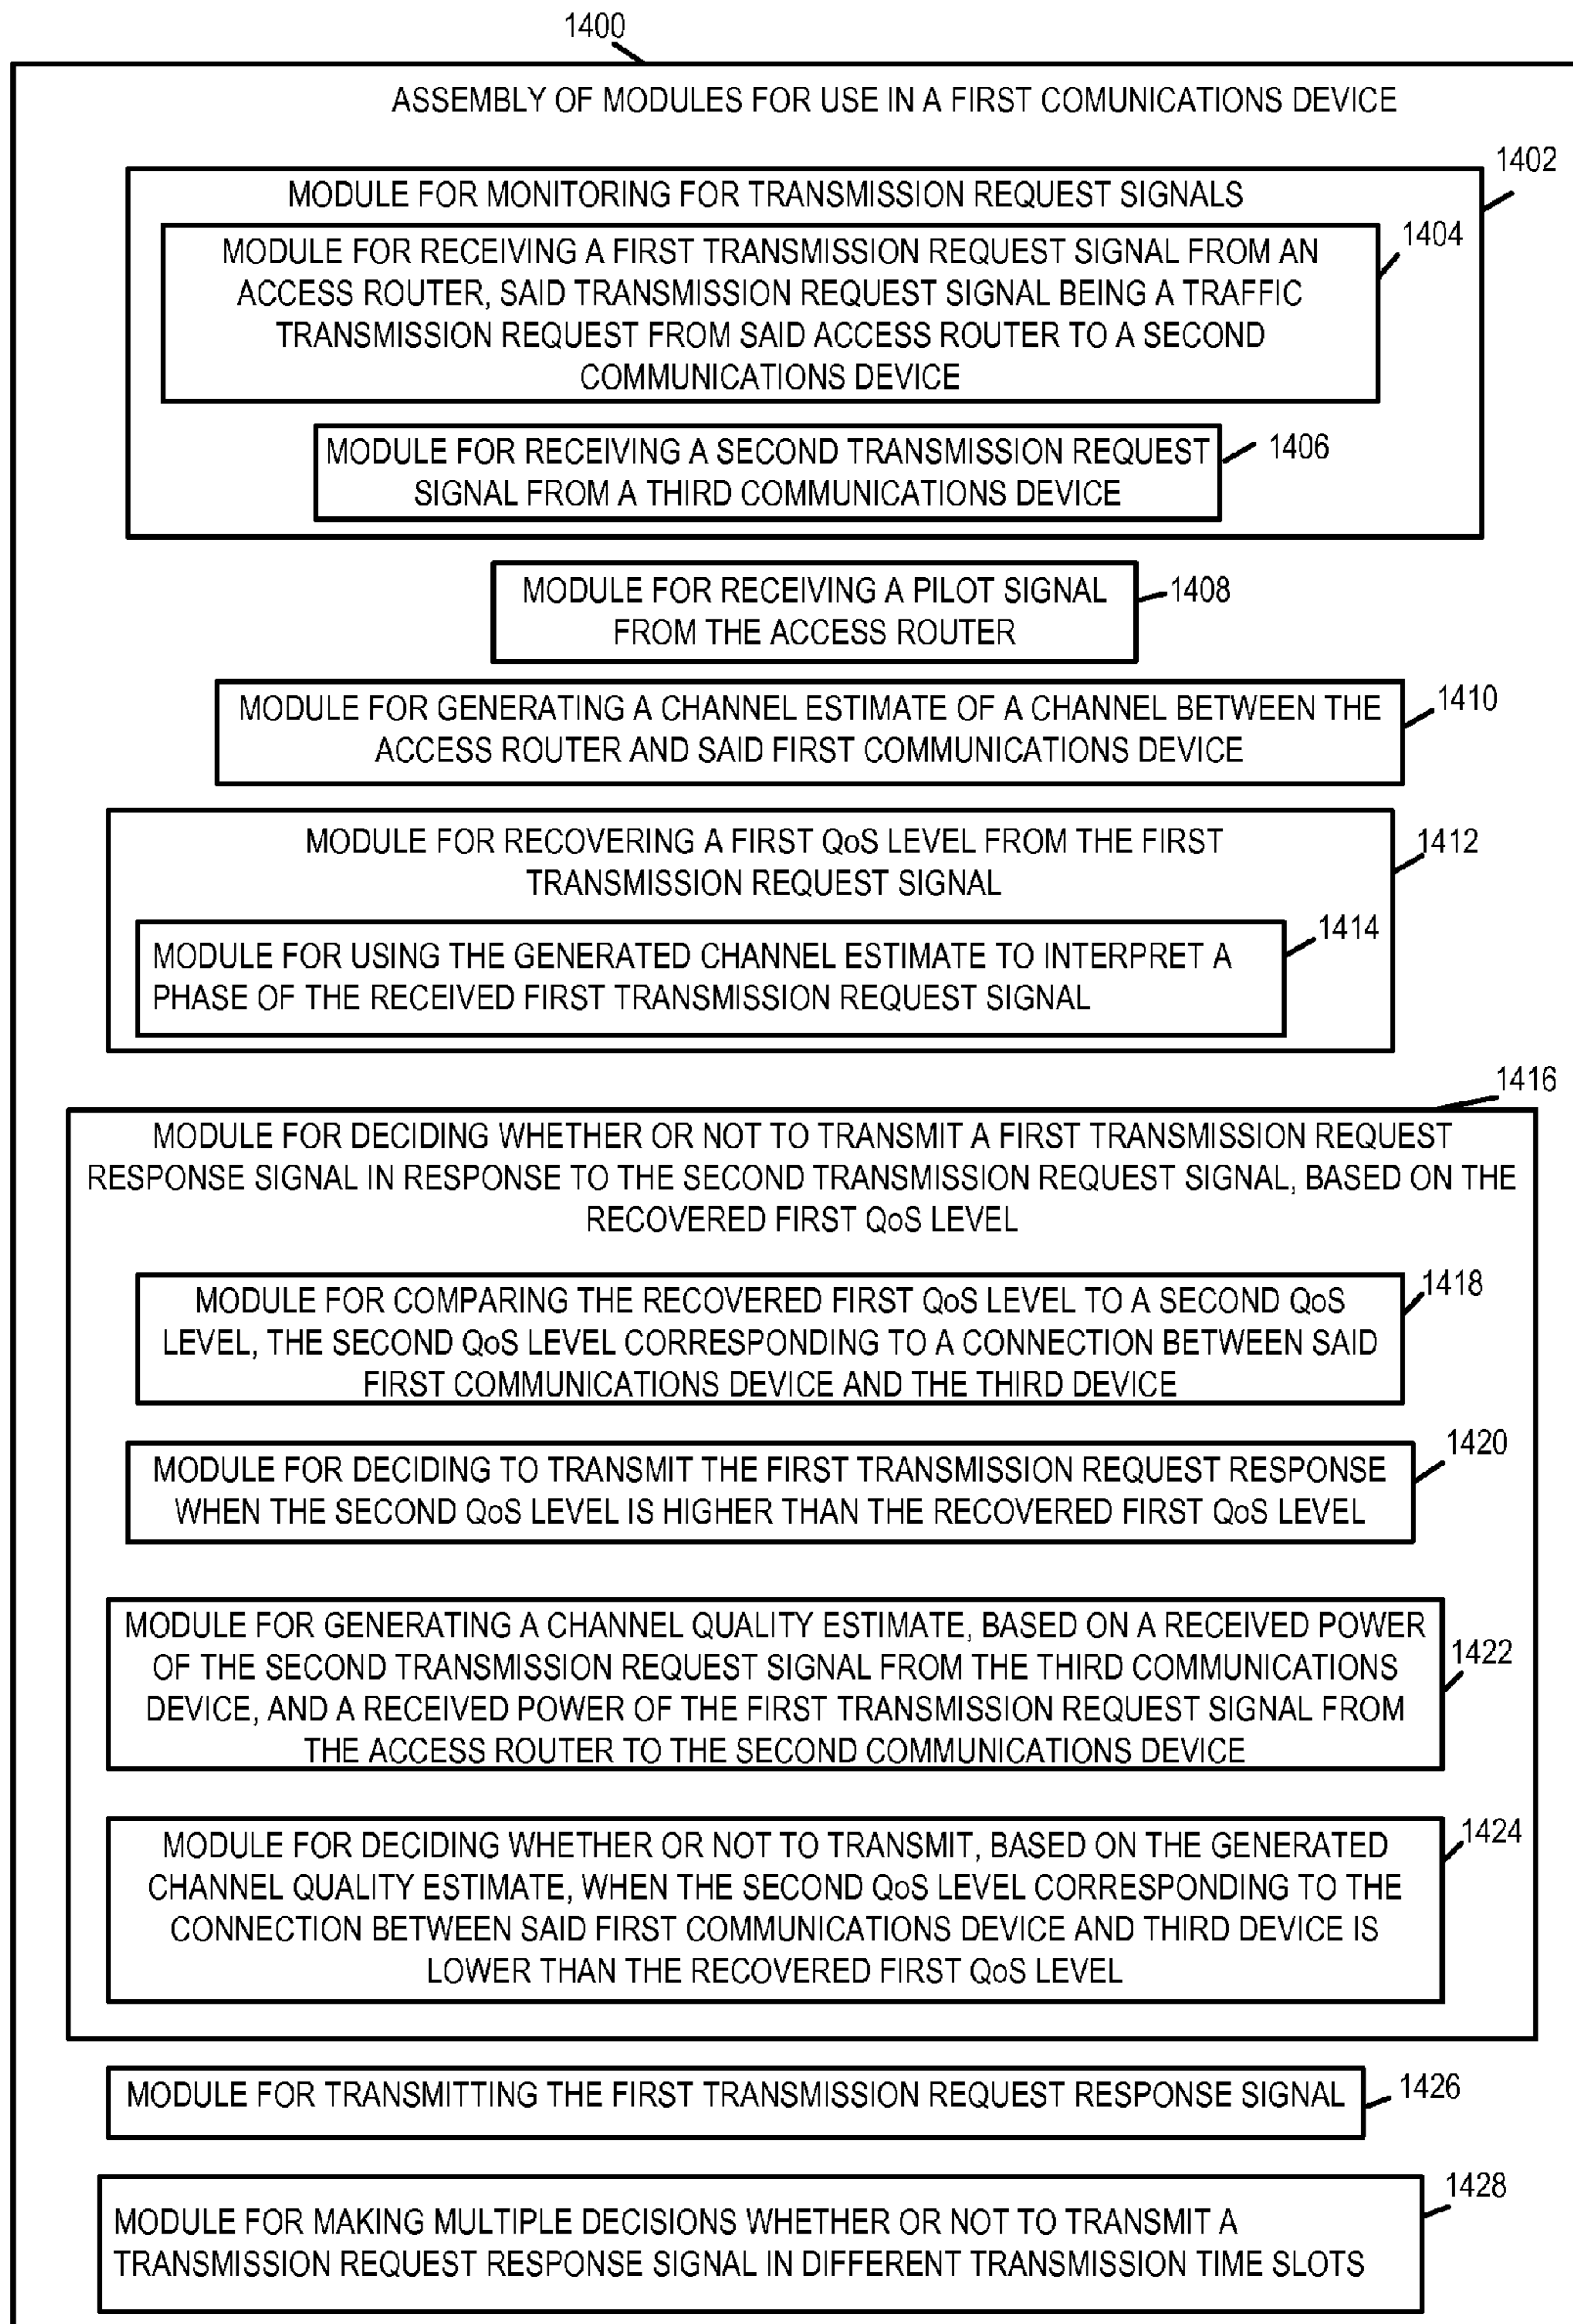 1400
ASSEMBLY OF MODULES FOR USE IN A FIRST COMUNICATIONS DEVICE
1402
MODULE FOR MONITORING FOR TRANSMISSION REQUEST SIGNALS
1404
MODULE FOR RECEIVING A FIRST TRANSMISSION REQUEST SIGNAL FROM AN
ACCESS ROUTER, SAID TRANSMISSION REQUEST SIGNAL BEING A TRAFFIC
TRANSMISSION REQUEST FROM SAID ACCESS ROUTER TO A SECOND
COMMUNICATIONS DEVICE
MODULE FOR RECEIVING A SECOND TRANSMISSION REQUEST
SIGNAL FROM A THIRD COMMUNICATIONS DEVICE
1406
MODULE FOR RECEIVING A PILOT SIGNAL
FROM THE ACCESS ROUTER
1408
MODULE FOR GENERATING A CHANNEL ESTIMATE OF A CHANNEL BETWEEN THE
ACCESS ROUTER AND SAID FIRST COMMUNICATIONS DEVICE
1410
MODULE FOR RECOVERING A FIRST QoS LEVEL FROM THE FIRST
TRANSMISSION REQUEST SIGNAL
1412
1414
MODULE FOR USING THE GENERATED CHANNEL ESTIMATE TO INTERPRET A
PHASE OF THE RECEIVED FIRST TRANSMISSION REQUEST SIGNAL
1416
MODULE FOR DECIDING WHETHER OR NOT TO TRANSMIT A FIRST TRANSMISSION REQUEST
RESPONSE SIGNAL IN RESPONSE TO THE SECOND TRANSMISSION REQUEST SIGNAL, BASED ON THE
RECOVERED FIRST QoS LEVEL
1418
MODULE FOR COMPARING THE RECOVERED FIRST QoS LEVEL TO A SECOND QoS
LEVEL, THE SECOND QoS LEVEL CORRESPONDING TO A CONNECTION BETWEEN SAID
FIRST COMMUNICATIONS DEVICE AND THE THIRD DEVICE
1420
MODULE FOR DECIDING TO TRANSMIT THE FIRST TRANSMISSION REQUEST RESPONSE
WHEN THE SECOND QoS LEVEL IS HIGHER THAN THE RECOVERED FIRST QoS LEVEL
MODULE FOR GENERATING A CHANNEL QUALITY ESTIMATE, BASED ON A RECEIVED POWER
OF THE SECOND TRANSMISSION REQUEST SIGNAL FROM THE THIRD COMMUNICATIONS
DEVICE, AND A RECEIVED POWER OF THE FIRST TRANSMISSION REQUEST SIGNAL FROM
THE ACCESS ROUTER TO THE SECOND COMMUNICATIONS DEVICE
1422
MODULE FOR DECIDING WHETHER OR NOT TO TRANSMIT, BASED ON THE GENERATED
CHANNEL QUALITY ESTIMATE, WHEN THE SECOND QoS LEVEL CORRESPONDING TO THE
CONNECTION BETWEEN SAID FIRST COMMUNICATIONS DEVICE AND THIRD DEVICE IS
LOWER THAN THE RECOVERED FIRST QoS LEVEL
1424
MODULE FOR TRANSMITTING THE FIRST TRANSMISSION REQUEST RESPONSE SIGNAL
1426
1428
MODULE FOR MAKING MULTIPLE DECISIONS WHETHER OR NOT TO TRANSMIT A
TRANSMISSION REQUEST RESPONSE SIGNAL IN DIFFERENT TRANSMISSION TIME SLOTS